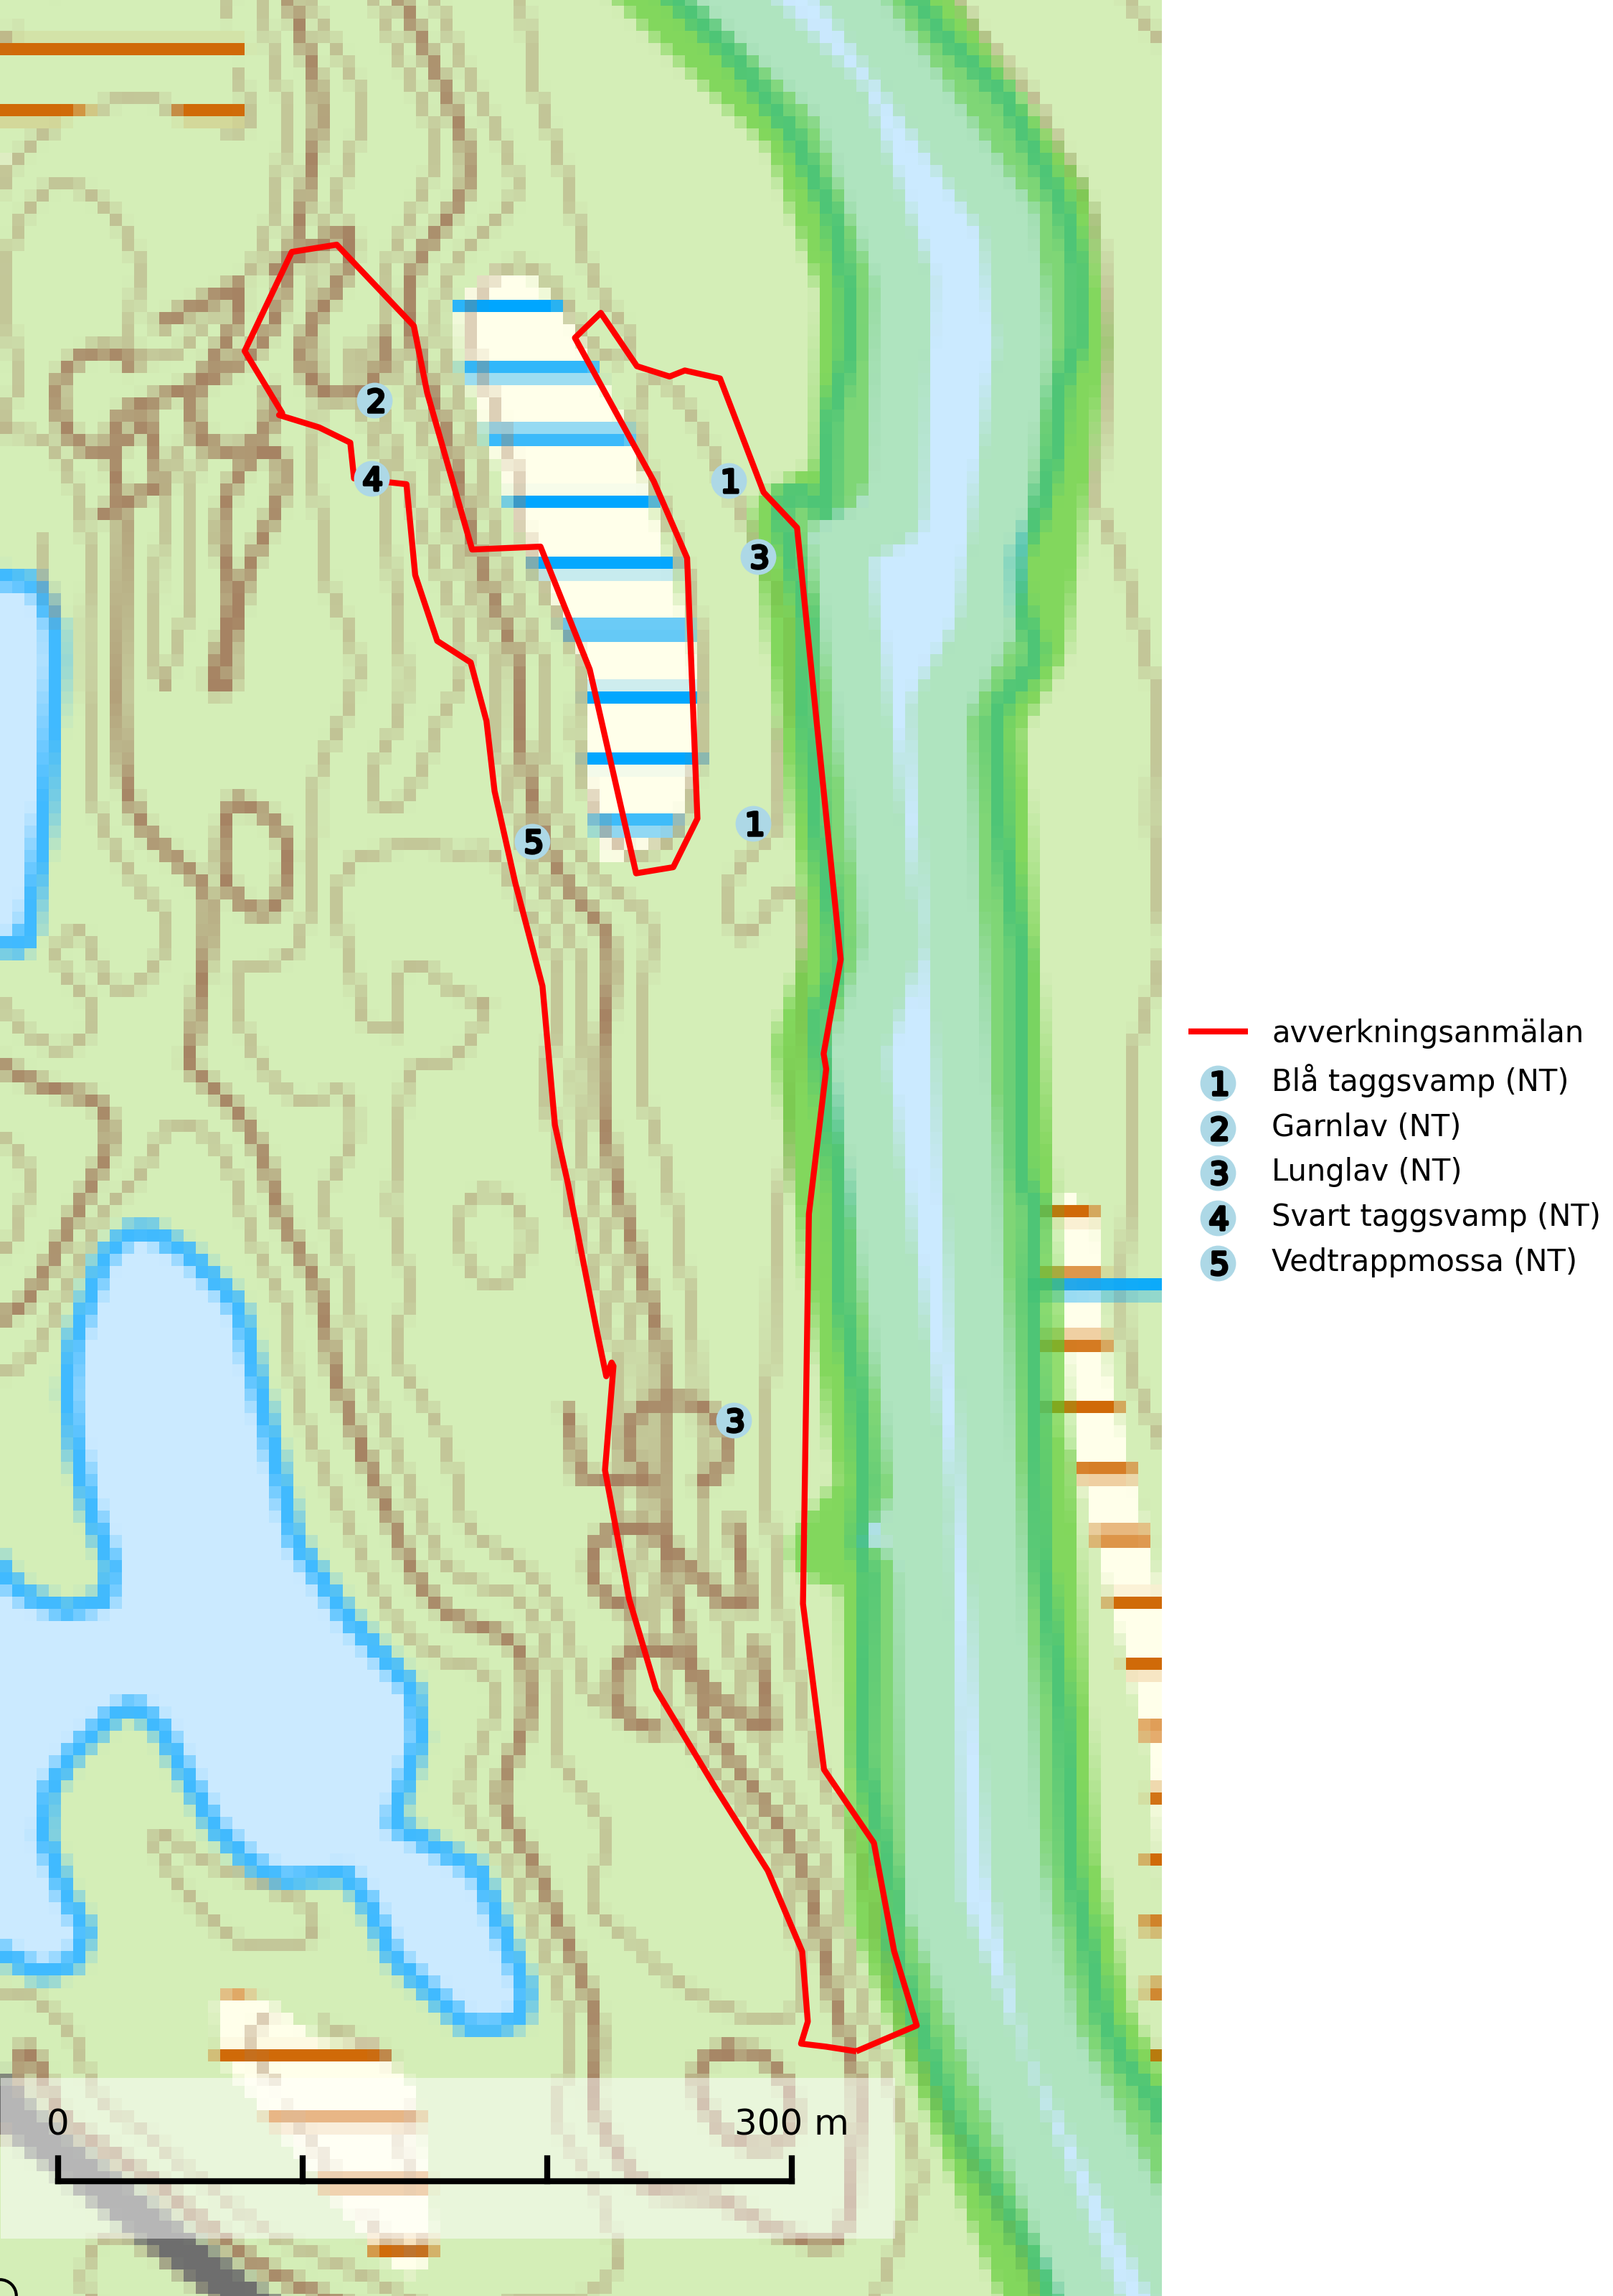 2
4
1
3
5
1
3
avverkningsanmälan
1 Blå taggsvamp (NT)
2 Garnlav (NT)
3 Lunglav (NT)
4 Svart taggsvamp (NT)
5 Vedtrappmossa (NT)
0 300 m